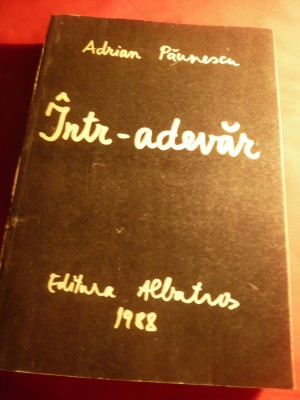 Adrian Păunescu
Într-adevăr
Editura Albatros
1988